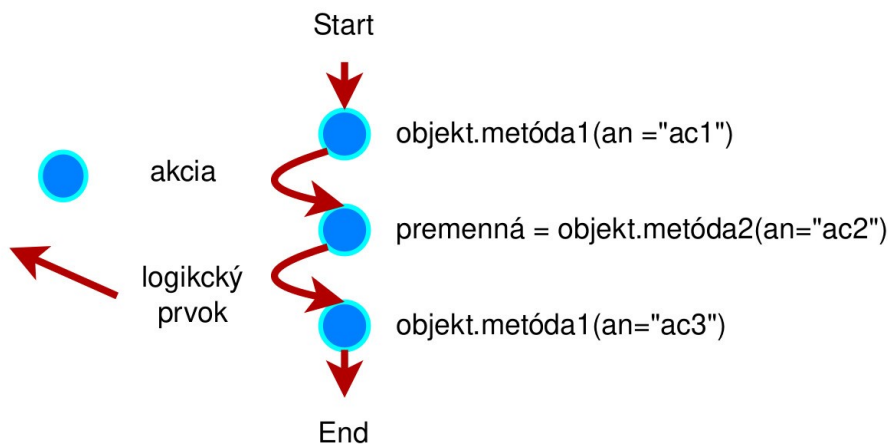 Start
objekt.metóda1(an ="ac1")
akcia
premenná = objekt.metóda2(an="ac2")
logikcký
prvok
objekt.metóda1(an="ac3")
End